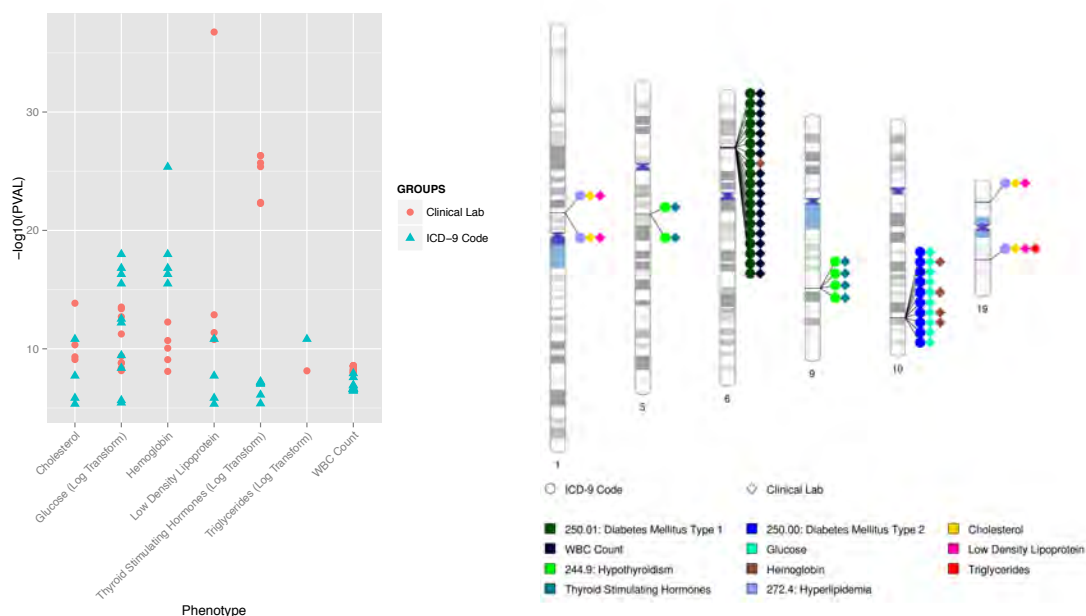 30
20
10
−log10(PVAL)
Cholesterol
Glucose (Log Transform)
Hemoglobin
Low Density Lipoprotein
Thyroid Stimulating Hormones (Log Transform)
Triglycerides (Log Transform)
WBC Count
Phenotype
GROUPS
Clinical Lab
ICD−9 Code
1
5
6
9
10
19
ICD-9 Code
Clinical Lab
250.01: Diabetes Mellitus Type 1
250.00: Diabetes Mellitus Type 2
Cholesterol
WBC Count
Glucose
Low Density Lipoprotein
244.9: Hypothyroidism
Hemoglobin
Triglycerides
Thyroid Stimulating Hormones
272.4: Hyperlipidemia